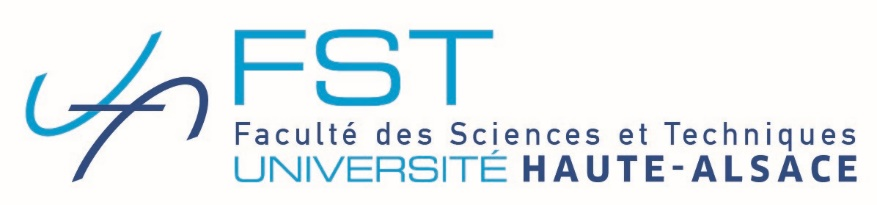 FST
Faculté des Sciences et Techniques
UNIVERSITÉ HAUTE-ALSACE